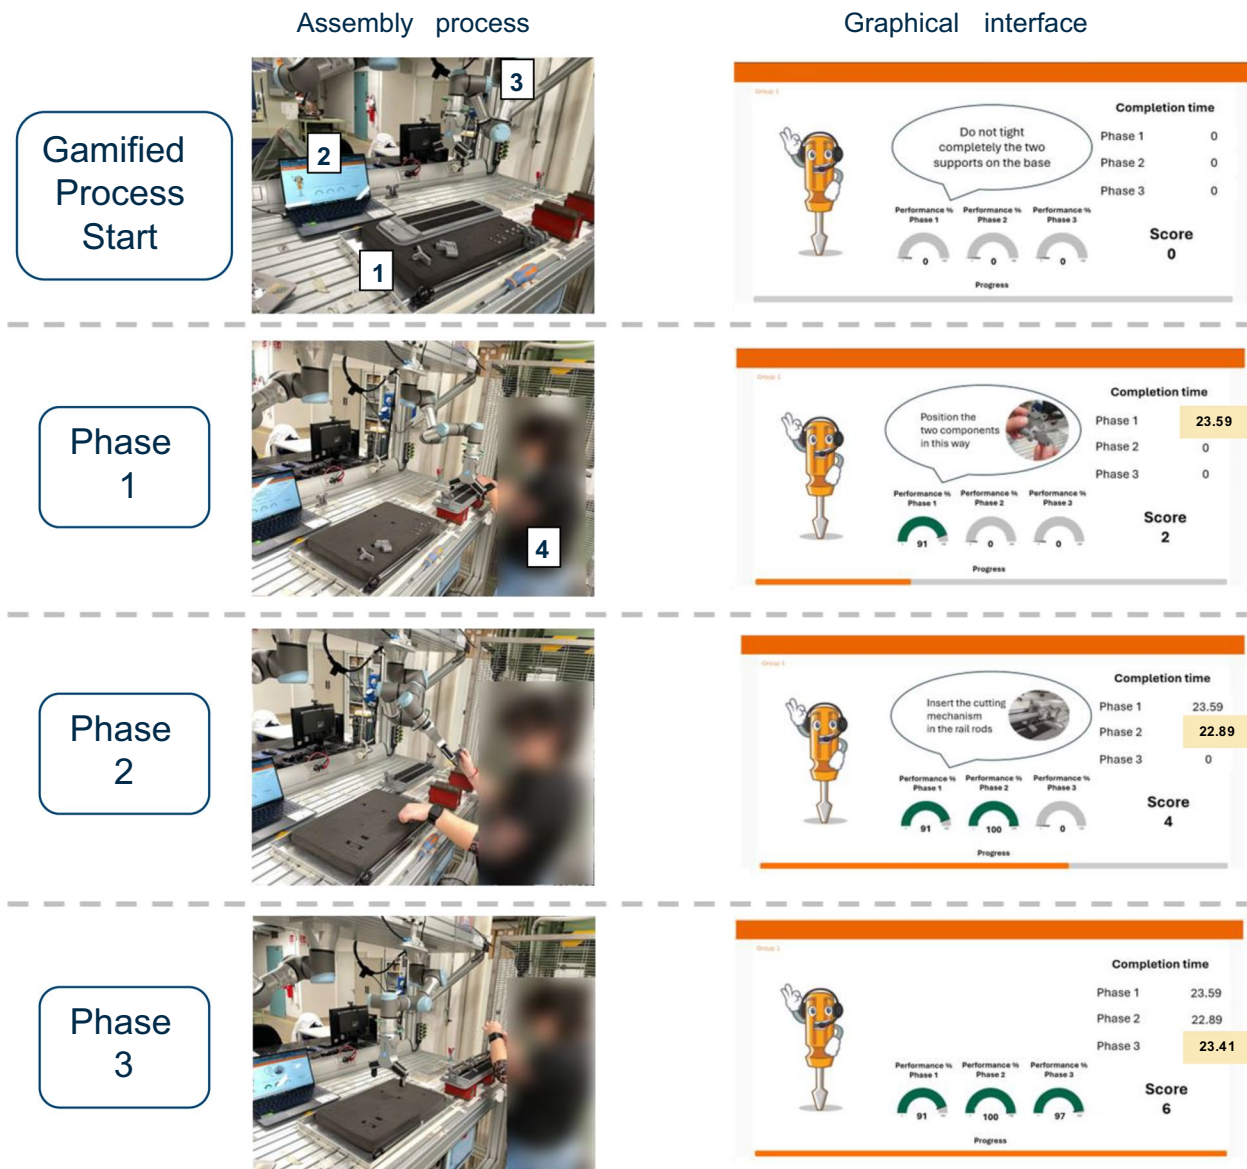 Assembly process
Graphical interface
Gamified
Process
Start
1
2
3
Group 1
Do not tight
completely the two
supports on the base
Completion time
Phase 1 0
Phase 2 0
Phase 3 0
Performance % Performance % Performance %
Phase 1 Phase 2 Phase 3
0 0 0
Score
0
Progress
Phase
1
4
Group 1
Position the
two components
in this way
Completion time
Phase 1 23.59
Phase 2 0
Phase 3 0
Performance % Performance % Performance %
Phase 1 Phase 2 Phase 3
91 0 0
Score
2
Progress
Phase
2
Group 1
Insert the cutting
mechanism
in the rail rods
Completion time
Phase 1 23.59
Phase 2 22.89
Phase 3 0
Performance % Performance % Performance %
Phase 1 Phase 2 Phase 3
91 100 0
Score
4
Progress
Phase
3
Group 1
Completion time
Phase 1 23.59
Phase 2 22.89
Phase 3 23.41
Performance % Performance % Performance %
Phase 1 Phase 2 Phase 3
91 100 97
Score
6
Progress